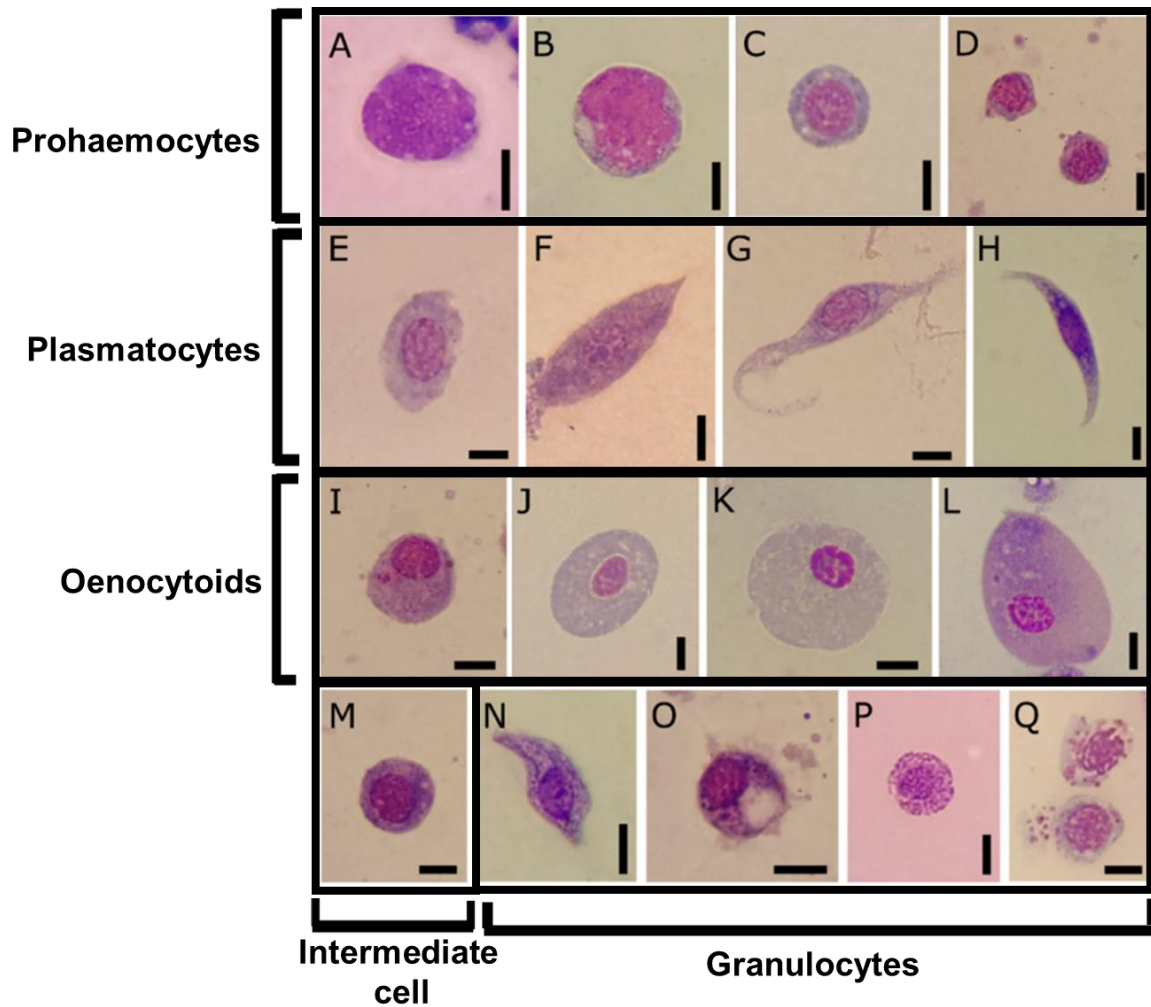 A B C D
Prohaemocytes
E F G H
Plasmatocytes
I J K L
Oenocytoids
M N O P Q
Intermediate
cell
Granulocytes